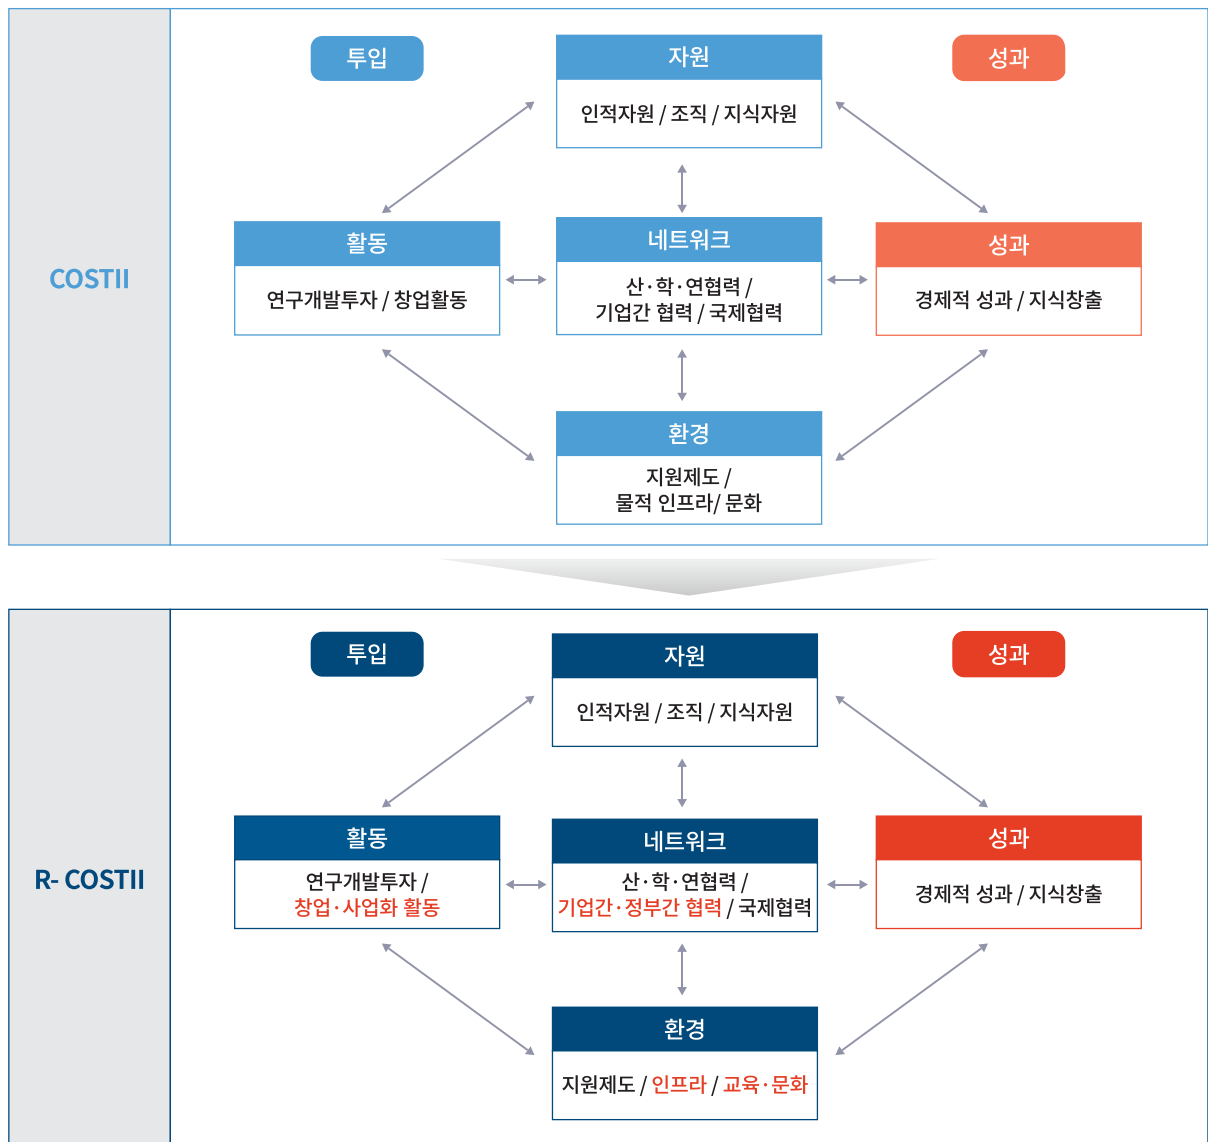 투입
자원
성과
인적자원 / 조직 / 지식자원
활동
네트워크
성과
COSTII
연구개발투자 / 창업활동
산·학·연협력 /
기업간 협력 / 국제협력
경제적 성과 / 지식창출
환경
지원제도 /
물적 인프라/ 문화
투입
자원
성과
인적자원 / 조직 / 지식자원
활동
네트워크
성과
R- COSTII
연구개발투자 /
창업·사업화 활동
산·학·연협력 /
기업간·정부간 협력 / 국제협력
경제적 성과 / 지식창출
환경
지원제도 / 인프라 / 교육·문화